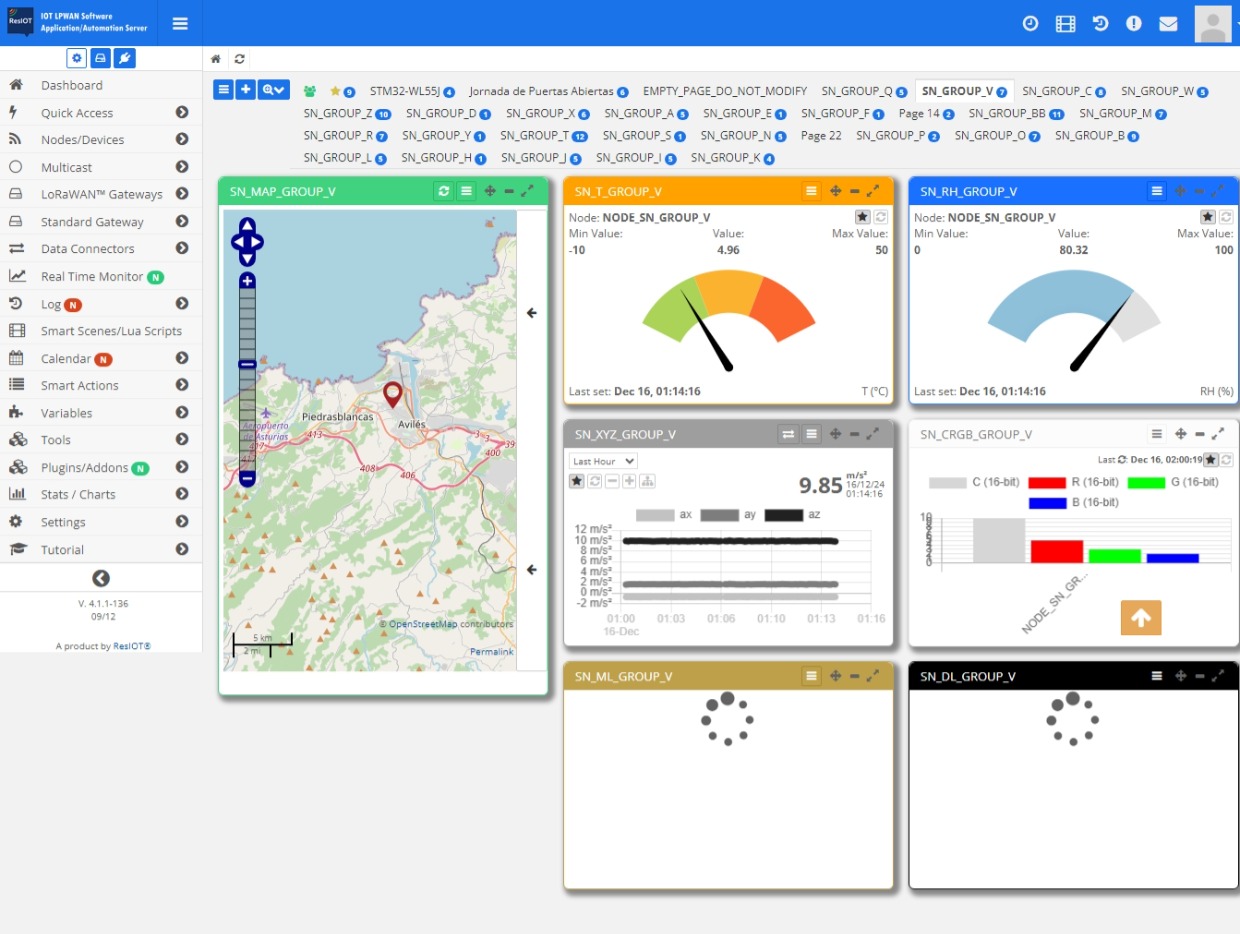 ResIOT
IOT LPWAN Software
Application/Automation Server
Dashboard
Quick Access
Nodes/Devices
Multicast
LoRaWAN™ Gateways
Standard Gateway
Data Connectors
Real Time Monitor N
Log N
Smart Scenes/Lua Scripts
Calendar N
Smart Actions
Variables
Tools
Plugins/Addons N
Stats / Charts
Settings
Tutorial
V. 4.1.1-136
09/12
A product by ResIOT®
9 STM32-WL55J 4 Jornada de Puertas Abiertas 6 EMPTY_PAGE_DO_NOT_MODIFY SN_GROUP_Q 5 SN_GROUP_V 7 SN_GROUP_C 8 SN_GROUP_W 5
SN_GROUP_Z 10 SN_GROUP_D 1 SN_GROUP_X 6 SN_GROUP_A 5 SN_GROUP_E 1 SN_GROUP_F 1 Page 14 2 SN_GROUP_BB 11 SN_GROUP_M 7
SN_GROUP_R 7 SN_GROUP_Y 1 SN_GROUP_T 12 SN_GROUP_S 1 SN_GROUP_N 5 Page 22 SN_GROUP_P 2 SN_GROUP_O 7 SN_GROUP_B 9
SN_GROUP_L 5 SN_GROUP_H 1 SN_GROUP_J 5 SN_GROUP_I 5 SN_GROUP_K 4
SN_MAP_GROUP_V
Piedrasblancas
Avilés
Aeropuerto
de Asturias
413
408
406
400
5 km
2 mi
© OpenStreetMap contributors
Permalink
SN_T_GROUP_V
Node: NODE_SN_GROUP_V
Min Value: Value: Max Value:
-10 4.96 50
Last set: Dec 16, 01:14:16 T (°C)
SN_RH_GROUP_V
Node: NODE_SN_GROUP_V
Min Value: Value: Max Value:
0 80.32 100
Last set: Dec 16, 01:14:16 RH (%)
SN_XYZ_GROUP_V
Last Hour
9.85 m/s²
16/12/24
01:14:16
ax ay az
12 m/s²
10 m/s²
8 m/s²
6 m/s²
4 m/s²
2 m/s²
0 m/s²
-2 m/s²
01:00 01:03 01:06 01:10 01:13 01:16
16-Dec
SN_CRGB_GROUP_V
Last : Dec 16, 02:00:19
C (16-bit) R (16-bit) G (16-bit)
B (16-bit)
10
0
NODE_SN_GR...
SN_ML_GROUP_V
SN_DL_GROUP_V